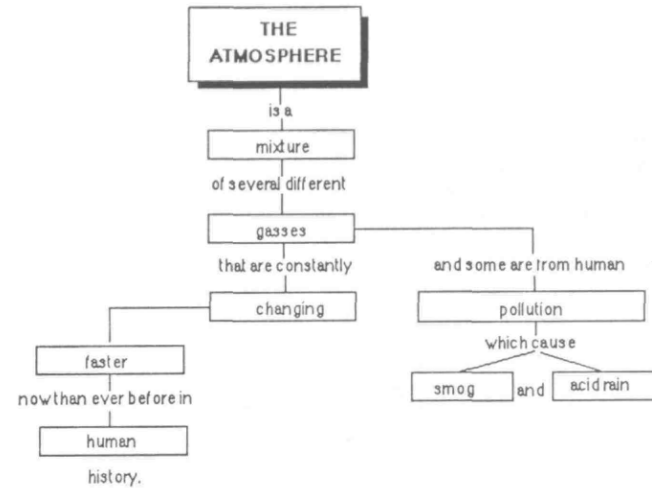 THE
ATMOSPHERE
is a
mixture
of several different
gasses
that are constantly
changing
faster
now than ever before in
human
history.
and some are from human
pollution
which cause
smog and acid rain